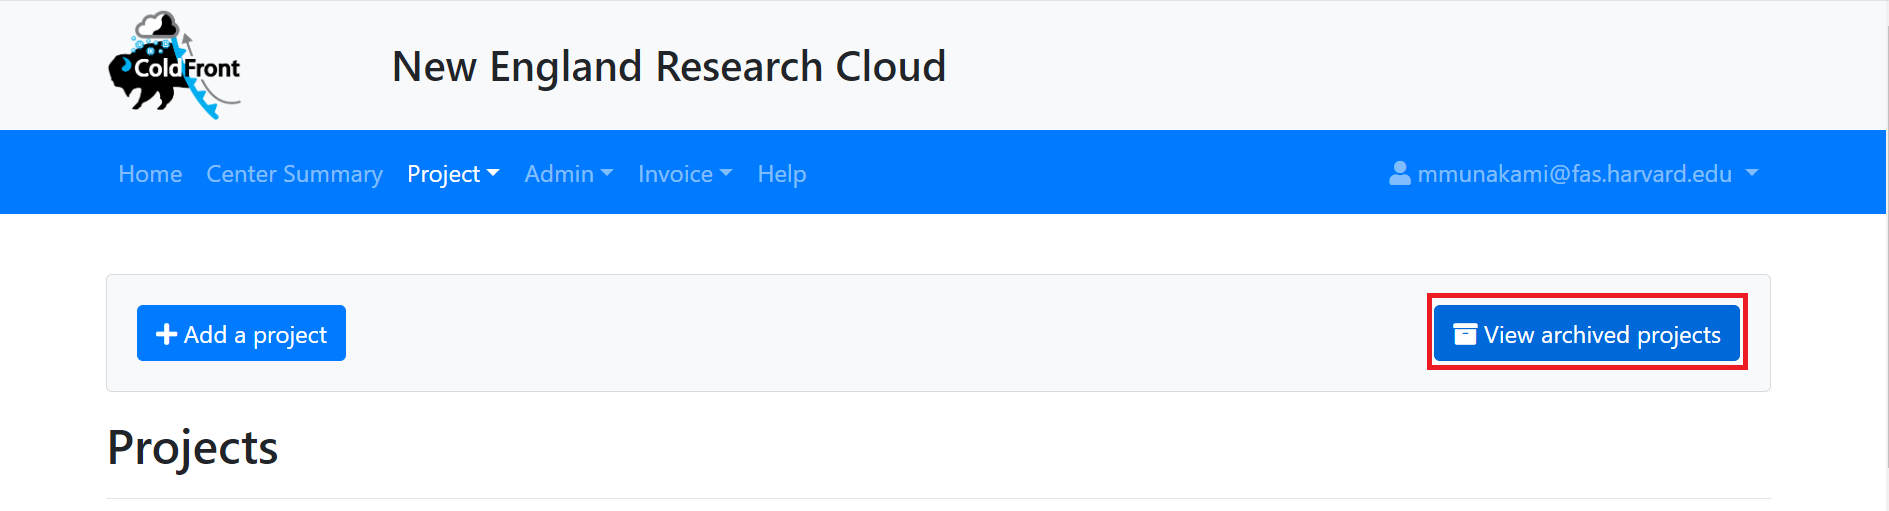 ColdFront
New England Research Cloud
Home Center Summary Project Admin Invoice Help mmunakami@fas.harvard.edu
Add a project View archived projects
Projects